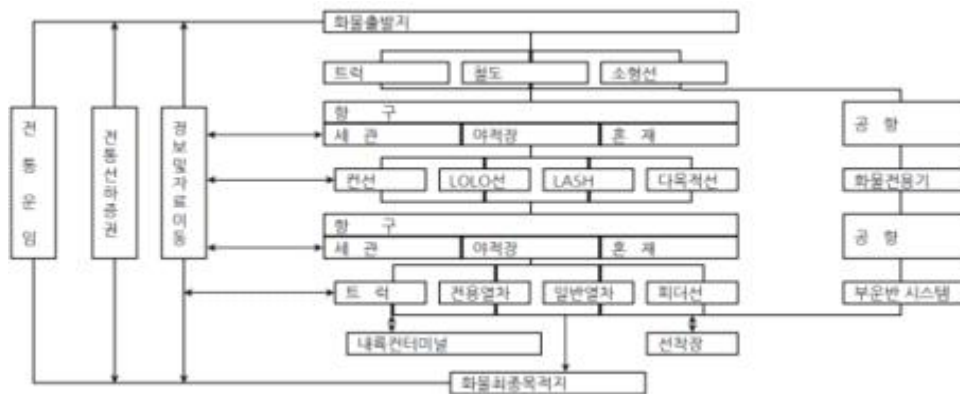 화물출발지
트럭 철도 소형선
전통운임
전통선하증권
정보및자료이동
항 구
세 관 야적장 혼 재
공 항
컨선 LOLO선 LASH 다목적선 화물전용기
항 구
세 관 야적장 혼 재
공 항
트 럭 전용열차 일반열차 피더선 부운반 시스템
내륙컨테미널 선착장
화물최종목적지